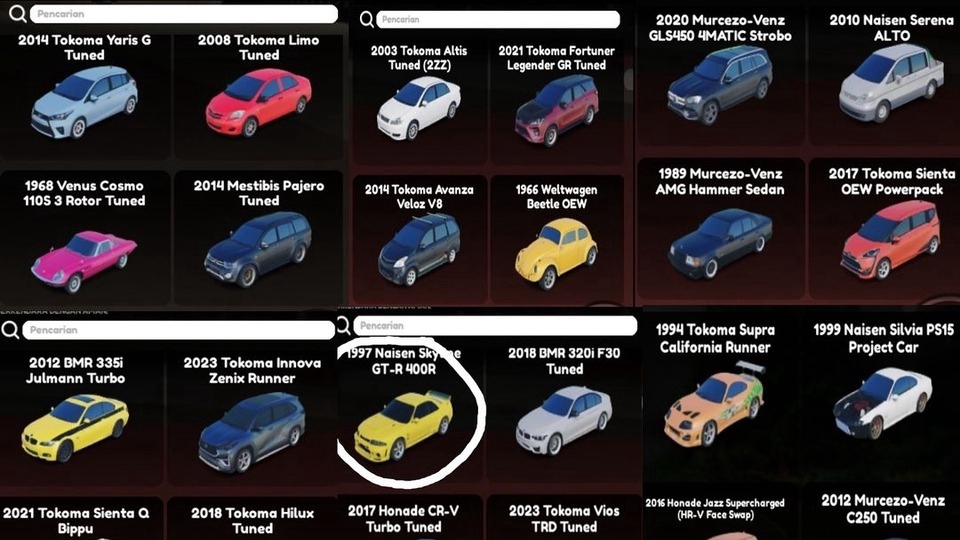 Pencarian
2014 Tokoma Yaris G
Tuned
2008 Tokoma Limo
Tuned
1968 Venus Cosmo
110S 3 Rotor Tuned
2014 Mestibis Pajero
Tuned
Pencarian
2003 Tokoma Altis
Tuned (2ZZ)
2021 Tokoma Fortuner
Legender GR Tuned
2014 Tokoma Avanza
Veloz V8
1966 Weltwagen
Beetle OEW
2020 Murcezo-Venz
GLS450 4MATIC Strobo
2010 Naisen Serena
ALTO
1989 Murcezo-Venz
AMG Hammer Sedan
2017 Tokoma Sienta
OEW Powerpack
Pencarian
2012 BMR 335i
Julmann Turbo
2023 Tokoma Innova
Zenix Runner
2021 Tokoma Sienta Q
Bippu
2018 Tokoma Hilux
Tuned
Pencarian
1997 Naisen Skyline
GT-R 400R
2018 BMR 320i F30
Tuned
2017 Honade CR-V
Turbo Tuned
2023 Tokoma Vios
TRD Tuned
1994 Tokoma Supra
California Runner
1999 Naisen Silvia PS15
Project Car
2016 Honade Jazz Supercharged
(HR-V Face Swap)
2012 Murcezo-Venz
C250 Tuned